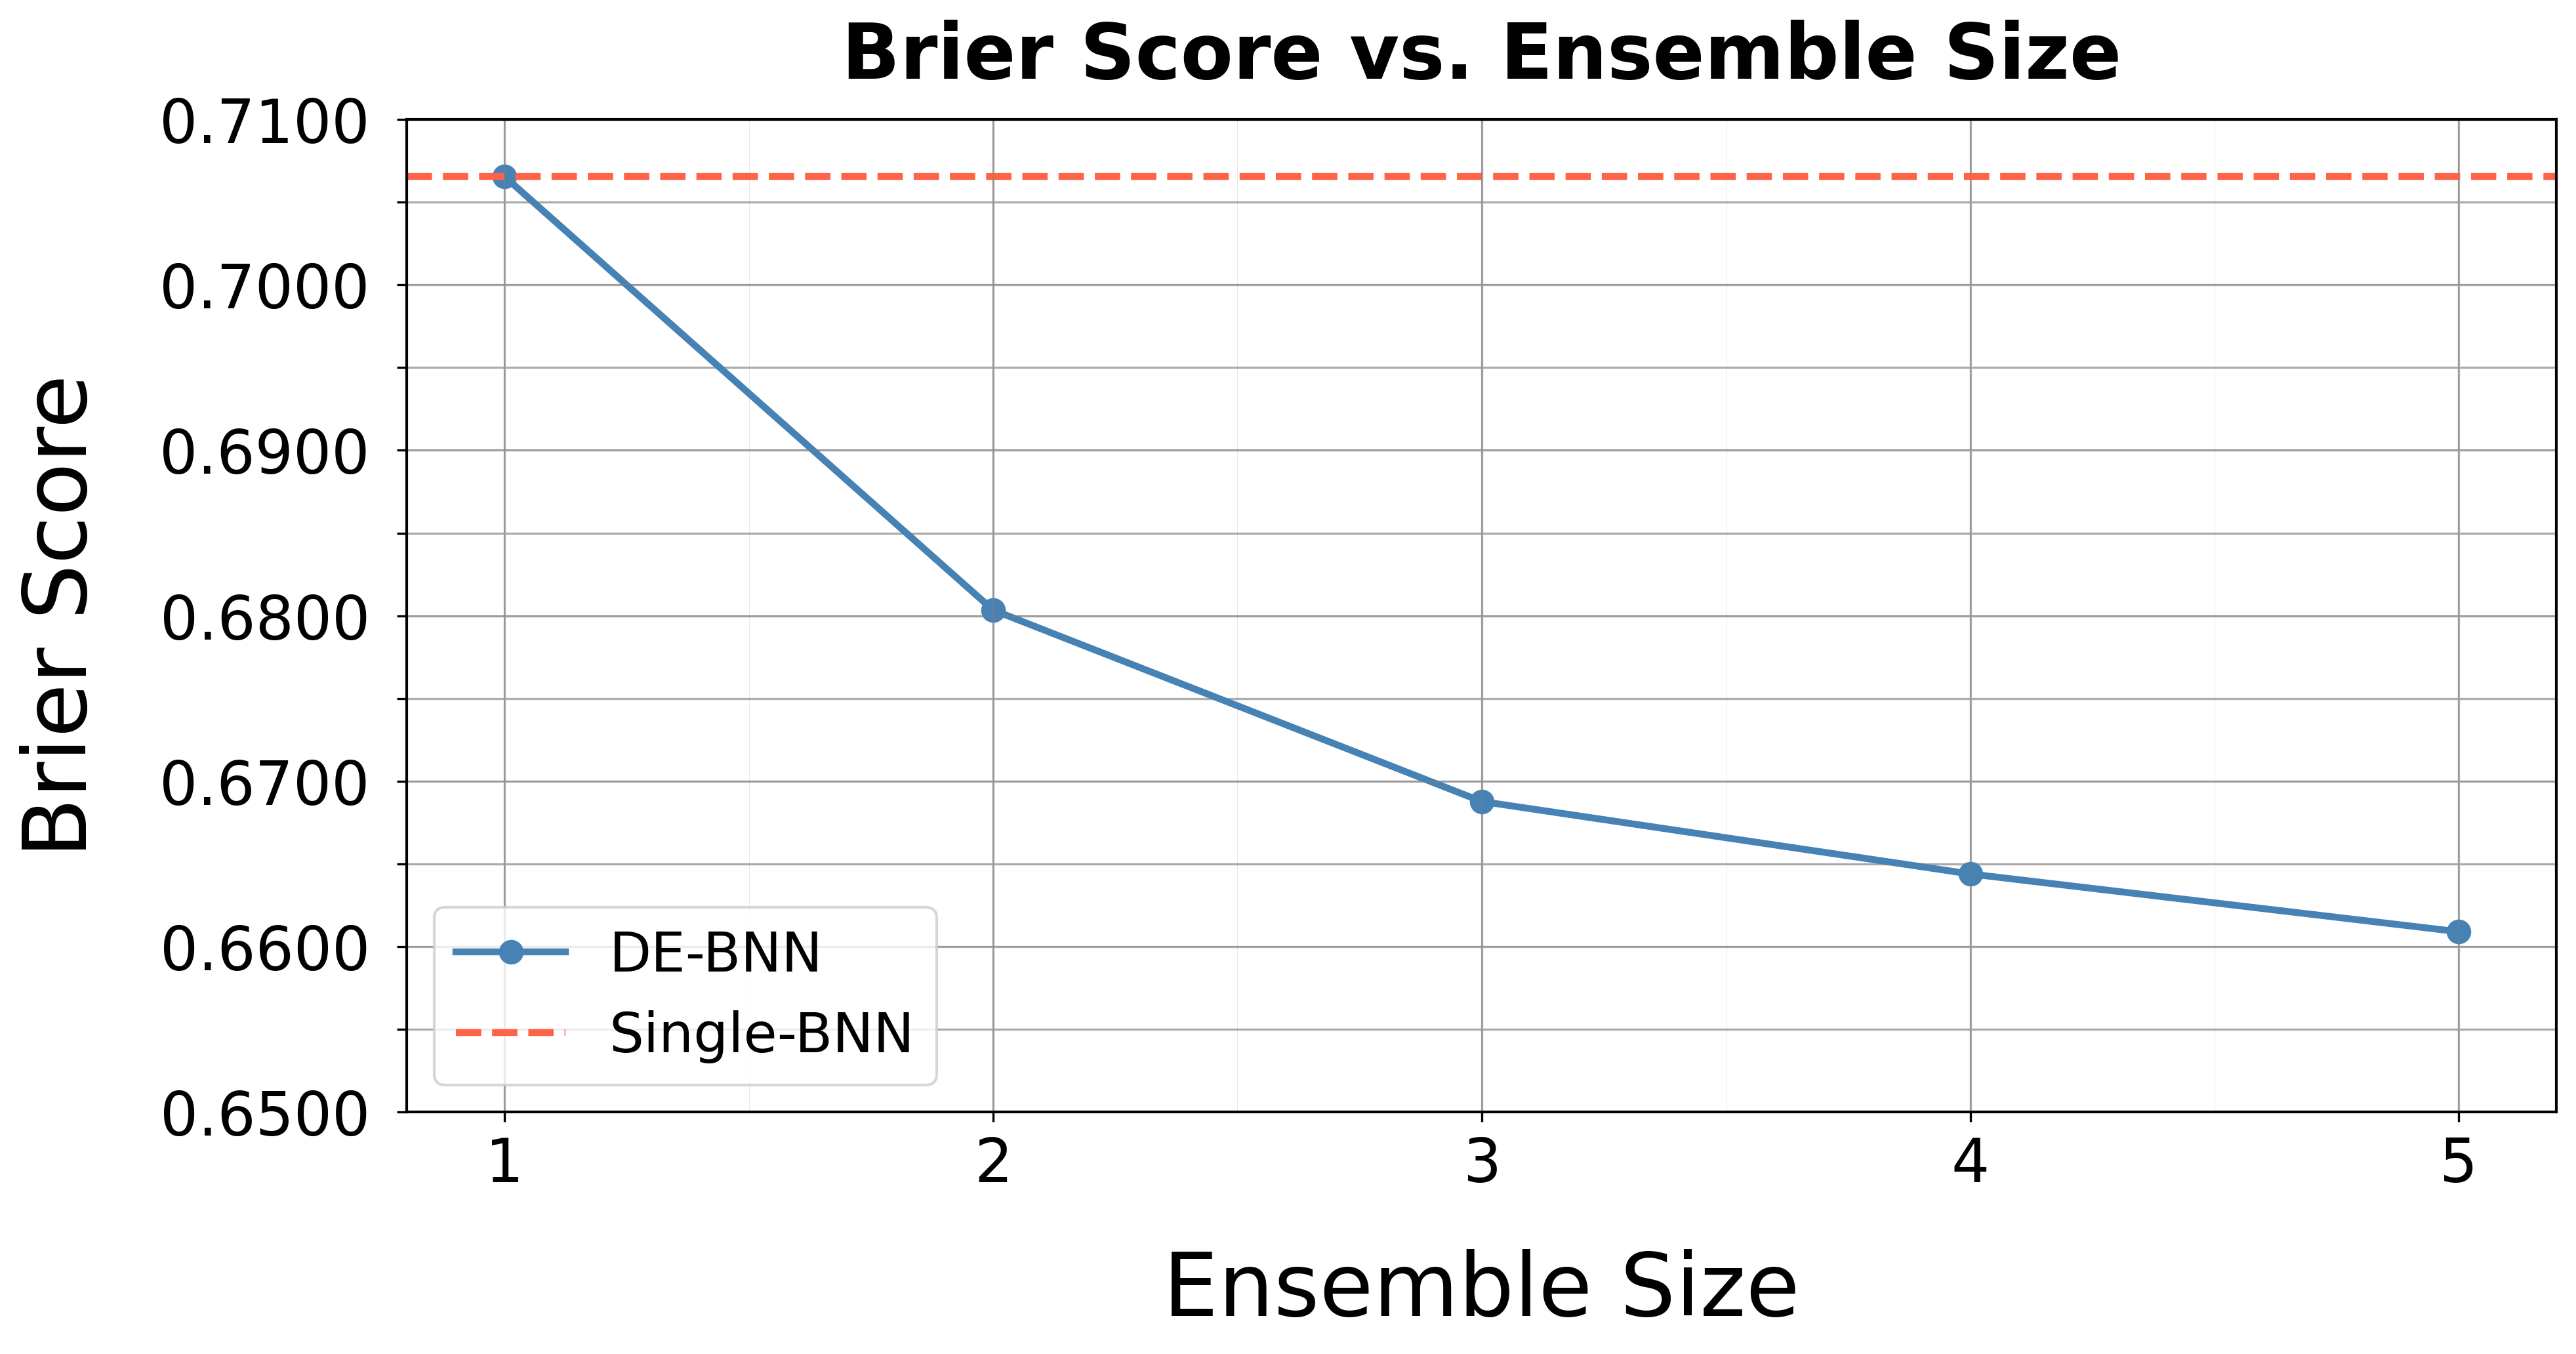 Brier Score vs. Ensemble Size
Brier Score
0.7100
0.7000
0.6900
0.6800
0.6700
0.6600
0.6500
DE-BNN
Single-BNN
1 2 3 4 5
Ensemble Size